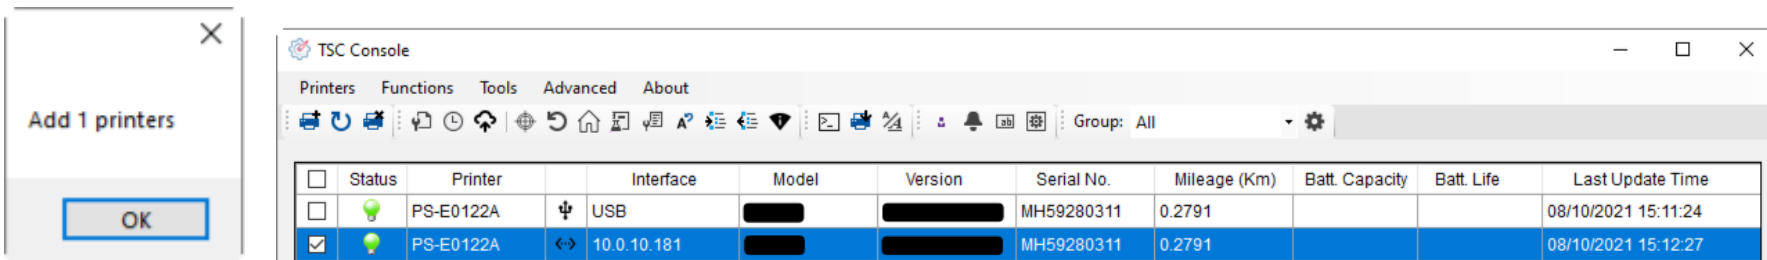 Add 1 printers
OK
TSC Console
Printers Functions Tools Advanced About
Group: All
Status Printer Interface Model Version Serial No. Mileage (Km) Batt. Capacity Batt. Life Last Update Time
PS-E0122A USB MH59280311 0.2791 08/10/2021 15:11:24
PS-E0122A 10.0.10.181 MH59280311 0.2791 08/10/2021 15:12:27